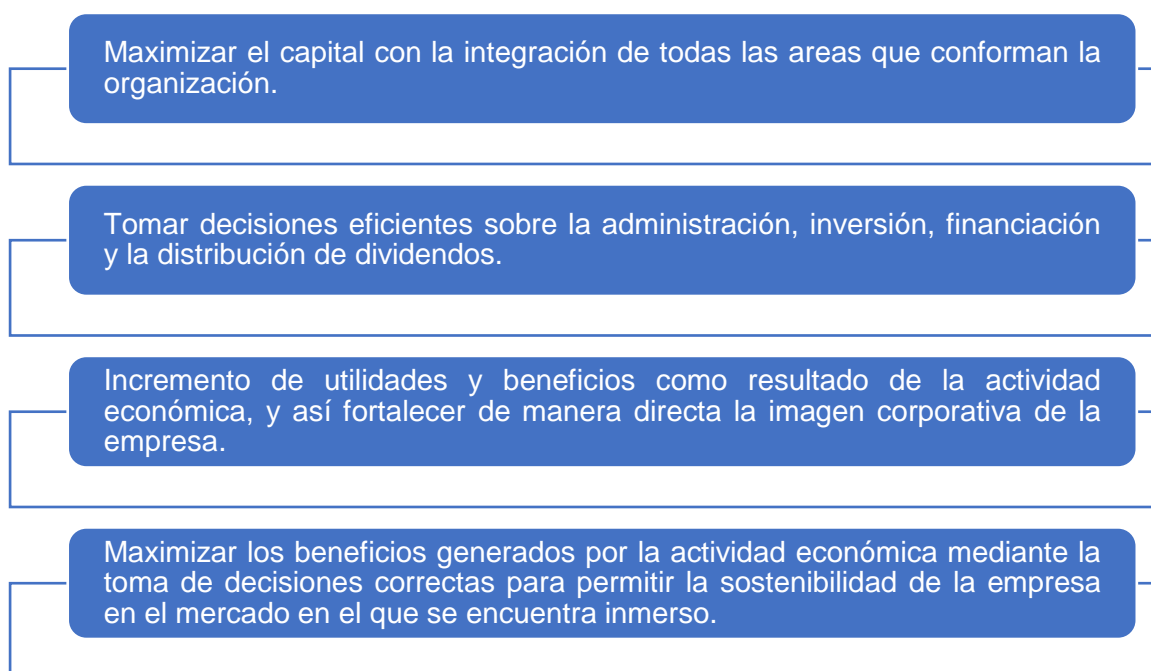 Maximizar el capital con la integración de todas las areas que conforman la
organización.
Tomar decisiones eficientes sobre la administración, inversión, financiación
y la distribución de dividendos.
Incremento de utilidades y beneficios como resultado de la actividad
económica, y así fortalecer de manera directa la imagen corporativa de la
empresa.
Maximizar los beneficios generados por la actividad económica mediante la
toma de decisiones correctas para permitir la sostenibilidad de la empresa
en el mercado en el que se encuentra inmerso.